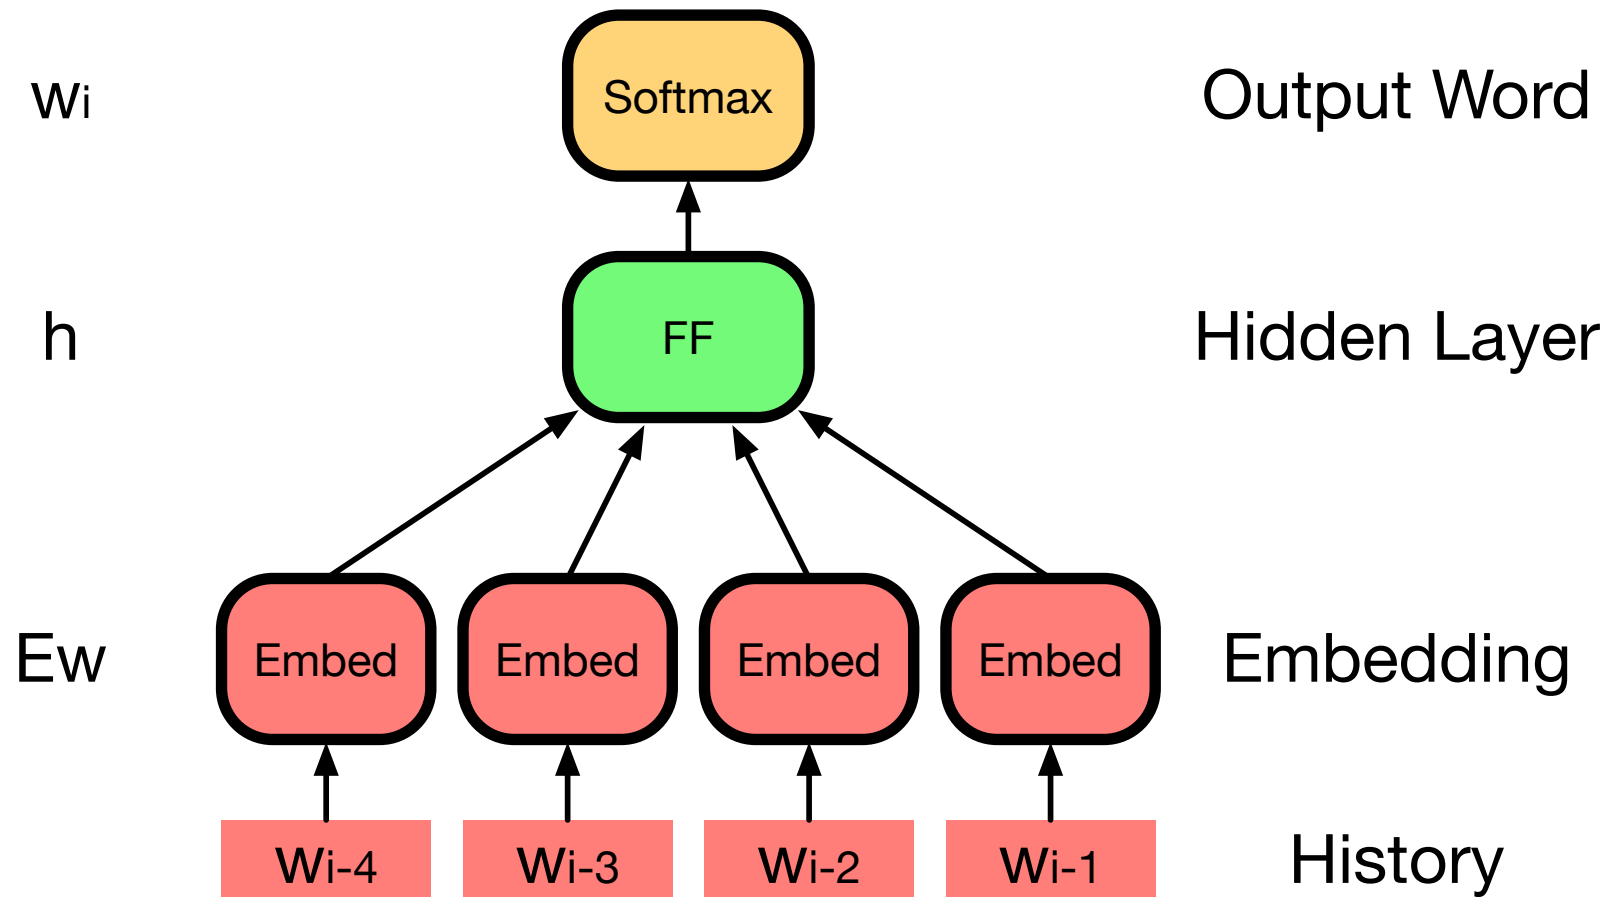 wi Softmax Output Word
h FF Hidden Layer
Ew Embed Embed Embed Embed Embedding
wi-4 wi-3 wi-2 wi-1 History